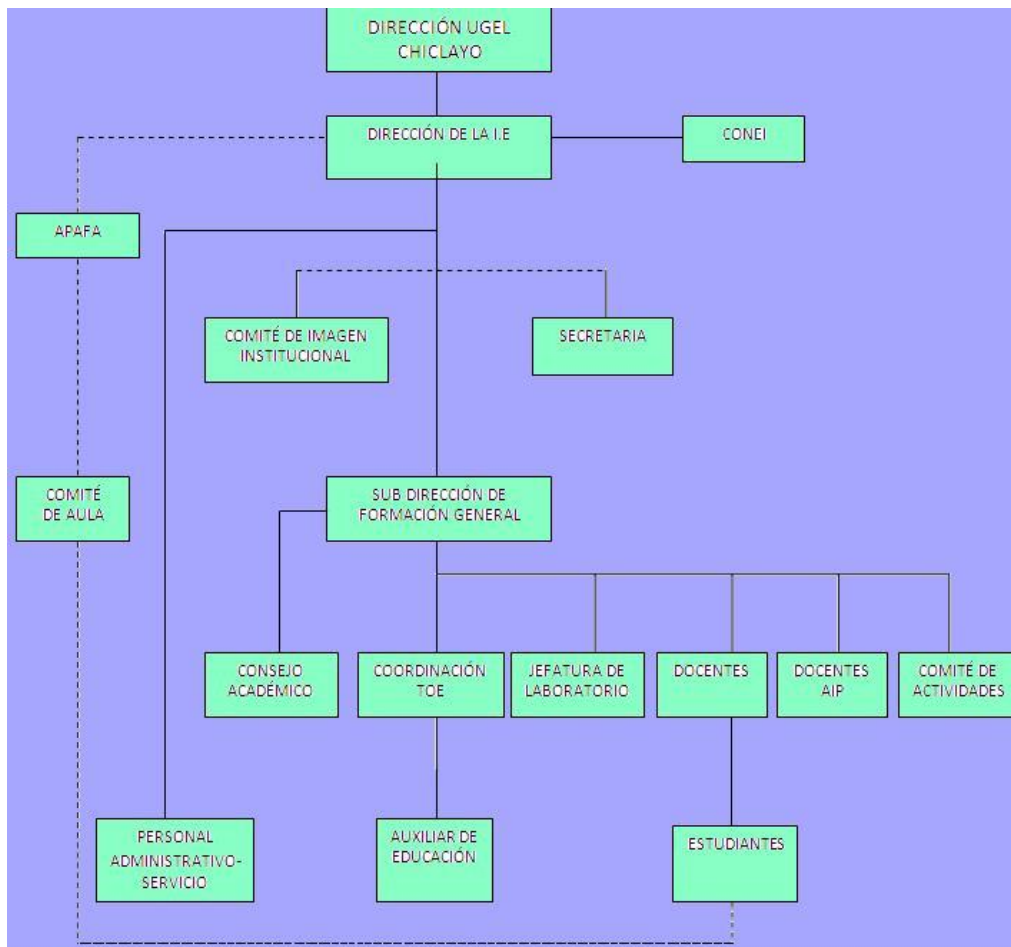 DIRECCIÓN UGEL
CHICLAYO
DIRECCIÓN DE LA I.E
CONEI
APAFA
COMITÉ DE IMAGEN
INSTITUCIONAL
SECRETARIA
COMITÉ
DE AULA
SUB DIRECCIÓN DE
FORMACIÓN GENERAL
CONSEJO
ACADÉMICO
COORDINACIÓN
TOE
JEFATURA DE
LABORATORIO
DOCENTES
DOCENTES
AIP
COMITÉ DE
ACTIVIDADES
PERSONAL
ADMINISTRATIVO-
SERVICIO
AUXILIAR DE
EDUCACIÓN
ESTUDIANTES